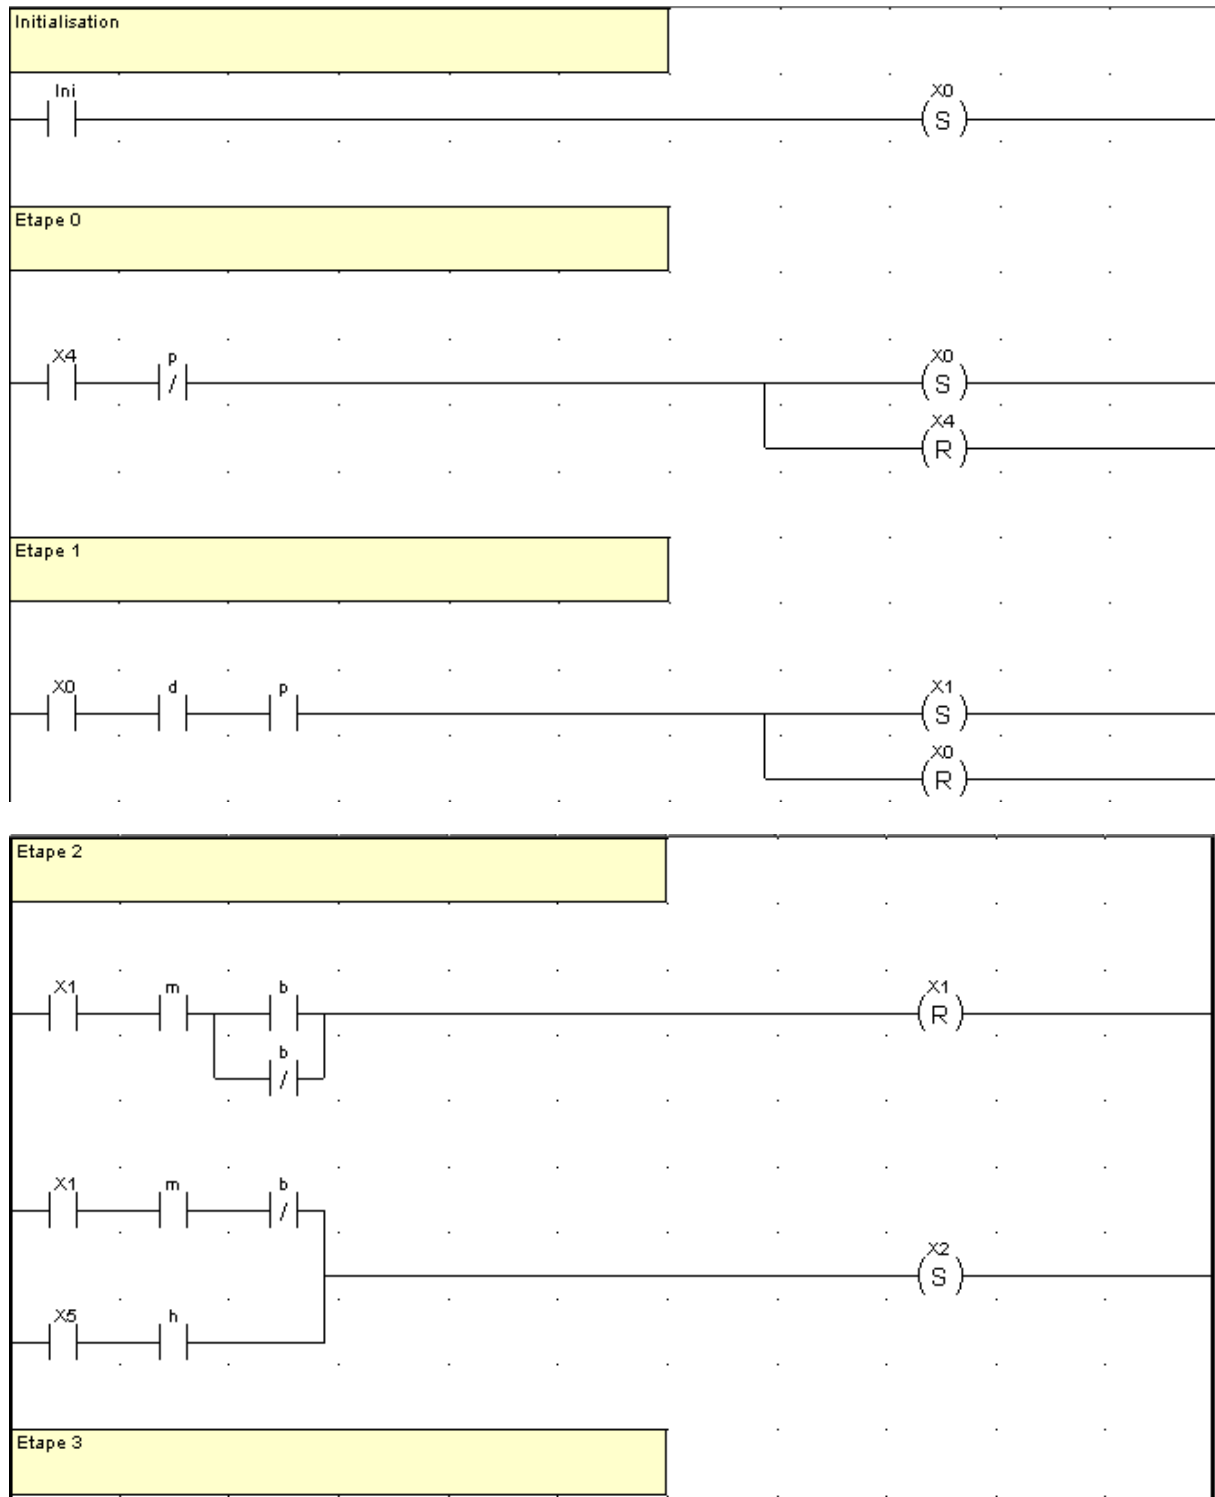 Initialisation
Ini X0
S
Etape 0
X4 p X0
/ S
X4
R
Etape 1
X0 d p X1
S
X0
R
Etape 2
X1 m b X1
R
b
/
X1 m b
/
X2
S
X5 h
Etape 3